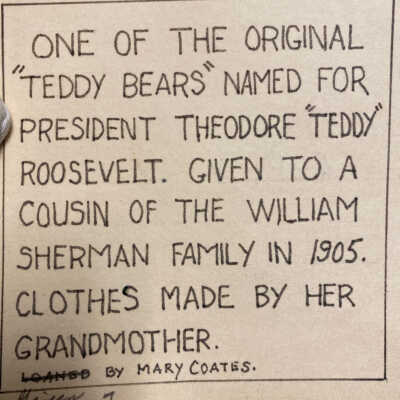 ONE OF THE ORIGINAL
"TEDDY BEARS" NAMED FOR
PRESIDENT THEODORE "TEDDY"
ROOSEVELT. GIVEN TO A
COUSIN OF THE WILLIAM
SHERMAN FAMILY IN 1905.
CLOTHES MADE BY HER
GRANDMOTHER.
LOANED BY MARY COATES.